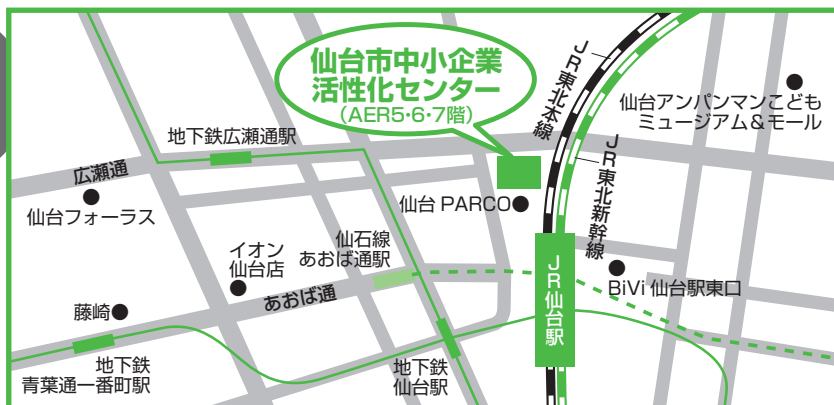 仙台市中小企業
活性化センター
（AER5・6・7階）
JR東北本線
仙台アンパンマンこども
ミュージアム＆モール
地下鉄広瀬通駅
JR東北新幹線
広瀬通
仙台フォーラス
仙台 PARCO
仙石線
あおば通駅
イオン
仙台店
JR仙台駅
BiVi 仙台駅東口
あおば通
藤崎
地下鉄
青葉通一番町駅
地下鉄
仙台駅